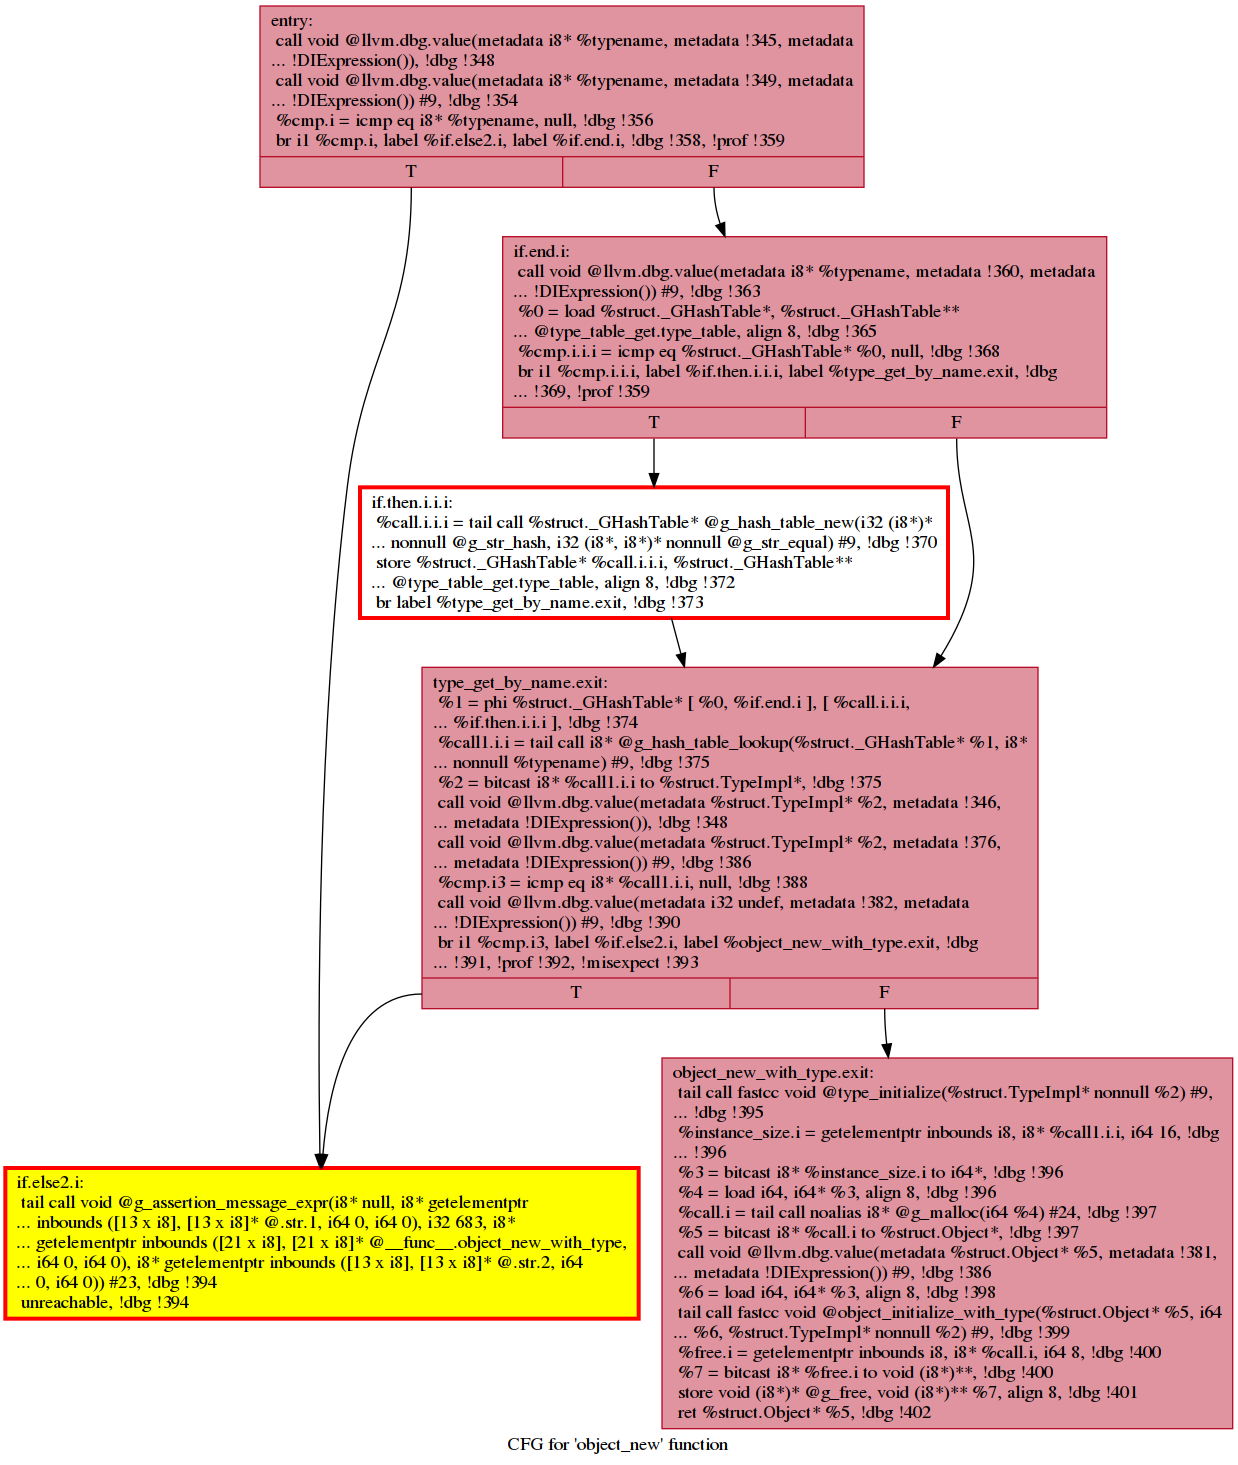 entry:
call void @llvm.dbg.value(metadata i8* %typename, metadata !345, metadata
... !DIExpression()), !dbg !348
call void @llvm.dbg.value(metadata i8* %typename, metadata !349, metadata
... !DIExpression()) #9, !dbg !354
%cmp.i = icmp eq i8* %typename, null, !dbg !356
br i1 %cmp.i, label %if.else2.i, label %if.end.i, !dbg !358, !prof !359
T F
if.end.i:
call void @llvm.dbg.value(metadata i8* %typename, metadata !360, metadata
... !DIExpression()) #9, !dbg !363
%0 = load %struct._GHashTable*, %struct._GHashTable**
... @type_table_get.type_table, align 8, !dbg !365
%cmp.i.i.i = icmp eq %struct._GHashTable* %0, null, !dbg !368
br i1 %cmp.i.i.i, label %if.then.i.i.i, label %type_get_by_name.exit, !dbg
... !369, !prof !359
T F
if.then.i.i.i:
%call.i.i.i = tail call %struct._GHashTable* @g_hash_table_new(i32 (i8*)*
... nonnull @g_str_hash, i32 (i8*, i8*)* nonnull @g_str_equal) #9, !dbg !370
store %struct._GHashTable* %call.i.i.i, %struct._GHashTable**
... @type_table_get.type_table, align 8, !dbg !372
br label %type_get_by_name.exit, !dbg !373
type_get_by_name.exit:
%1 = phi %struct._GHashTable* [ %0, %if.end.i ], [ %call.i.i.i,
... %if.then.i.i.i ], !dbg !374
%call1.i.i = tail call i8* @g_hash_table_lookup(%struct._GHashTable* %1, i8*
... nonnull %typename) #9, !dbg !375
%2 = bitcast i8* %call1.i.i to %struct.TypeImpl*, !dbg !375
call void @llvm.dbg.value(metadata %struct.TypeImpl* %2, metadata !346,
... metadata !DIExpression()), !dbg !348
call void @llvm.dbg.value(metadata %struct.TypeImpl* %2, metadata !376,
... metadata !DIExpression()) #9, !dbg !386
%cmp.i3 = icmp eq i8* %call1.i.i, null, !dbg !388
call void @llvm.dbg.value(metadata i32 undef, metadata !382, metadata
... !DIExpression()) #9, !dbg !390
br i1 %cmp.i3, label %if.else2.i, label %object_new_with_type.exit, !dbg
... !391, !prof !392, !misexpect !393
T F
if.else2.i:
tail call void @g_assertion_message_expr(i8* null, i8* getelementptr
... inbounds ([13 x i8], [13 x i8]* @.str.1, i64 0, i64 0), i32 683, i8*
... getelementptr inbounds ([21 x i8], [21 x i8]* @__func__.object_new_with_type,
... i64 0, i64 0), i8* getelementptr inbounds ([13 x i8], [13 x i8]* @.str.2, i64
... 0, i64 0)) #23, !dbg !394
unreachable, !dbg !394
object_new_with_type.exit:
tail call fastcc void @type_initialize(%struct.TypeImpl* nonnull %2) #9,
... !dbg !395
%instance_size.i = getelementptr inbounds i8, i8* %call1.i.i, i64 16, !dbg
... !396
%3 = bitcast i8* %instance_size.i to i64*, !dbg !396
%4 = load i64, i64* %3, align 8, !dbg !396
%call.i = tail call noalias i8* @g_malloc(i64 %4) #24, !dbg !397
%5 = bitcast i8* %call.i to %struct.Object*, !dbg !397
call void @llvm.dbg.value(metadata %struct.Object* %5, metadata !381,
... metadata !DIExpression()) #9, !dbg !386
%6 = load i64, i64* %3, align 8, !dbg !398
tail call fastcc void @object_initialize_with_type(%struct.Object* %5, i64
... %6, %struct.TypeImpl* nonnull %2) #9, !dbg !399
%free.i = getelementptr inbounds i8, i8* %call.i, i64 8, !dbg !400
%7 = bitcast i8* %free.i to void (i8*)**, !dbg !400
store void (i8*)* @g_free, void (i8*)** %7, align 8, !dbg !401
ret %struct.Object* %5, !dbg !402
CFG for 'object_new' function